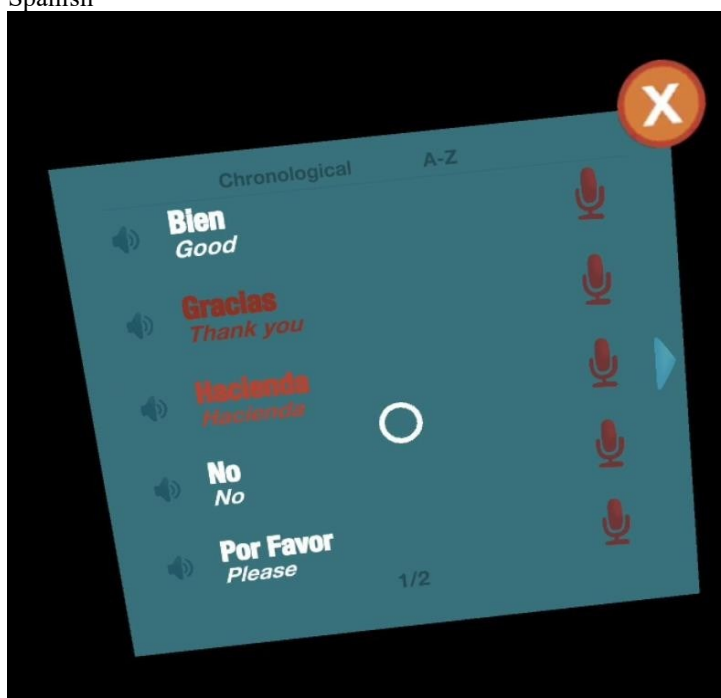 Spanish
X
Chronological A-Z
Bien
Good
Gracias
Thank you
Hacienda
Hacienda
No
No
Por Favor
Please
1/2